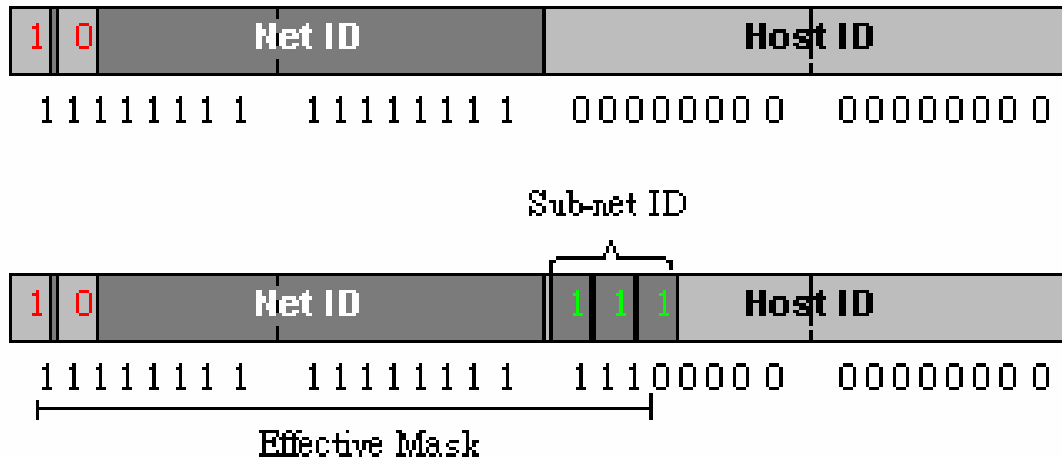 1 0 Net ID Host ID
11111111 11111111 00000000 00000000
Sub-net ID
1 0 Net ID 1 1 1 Host ID
11111111 11111111 11100000 00000000
Effective Mask